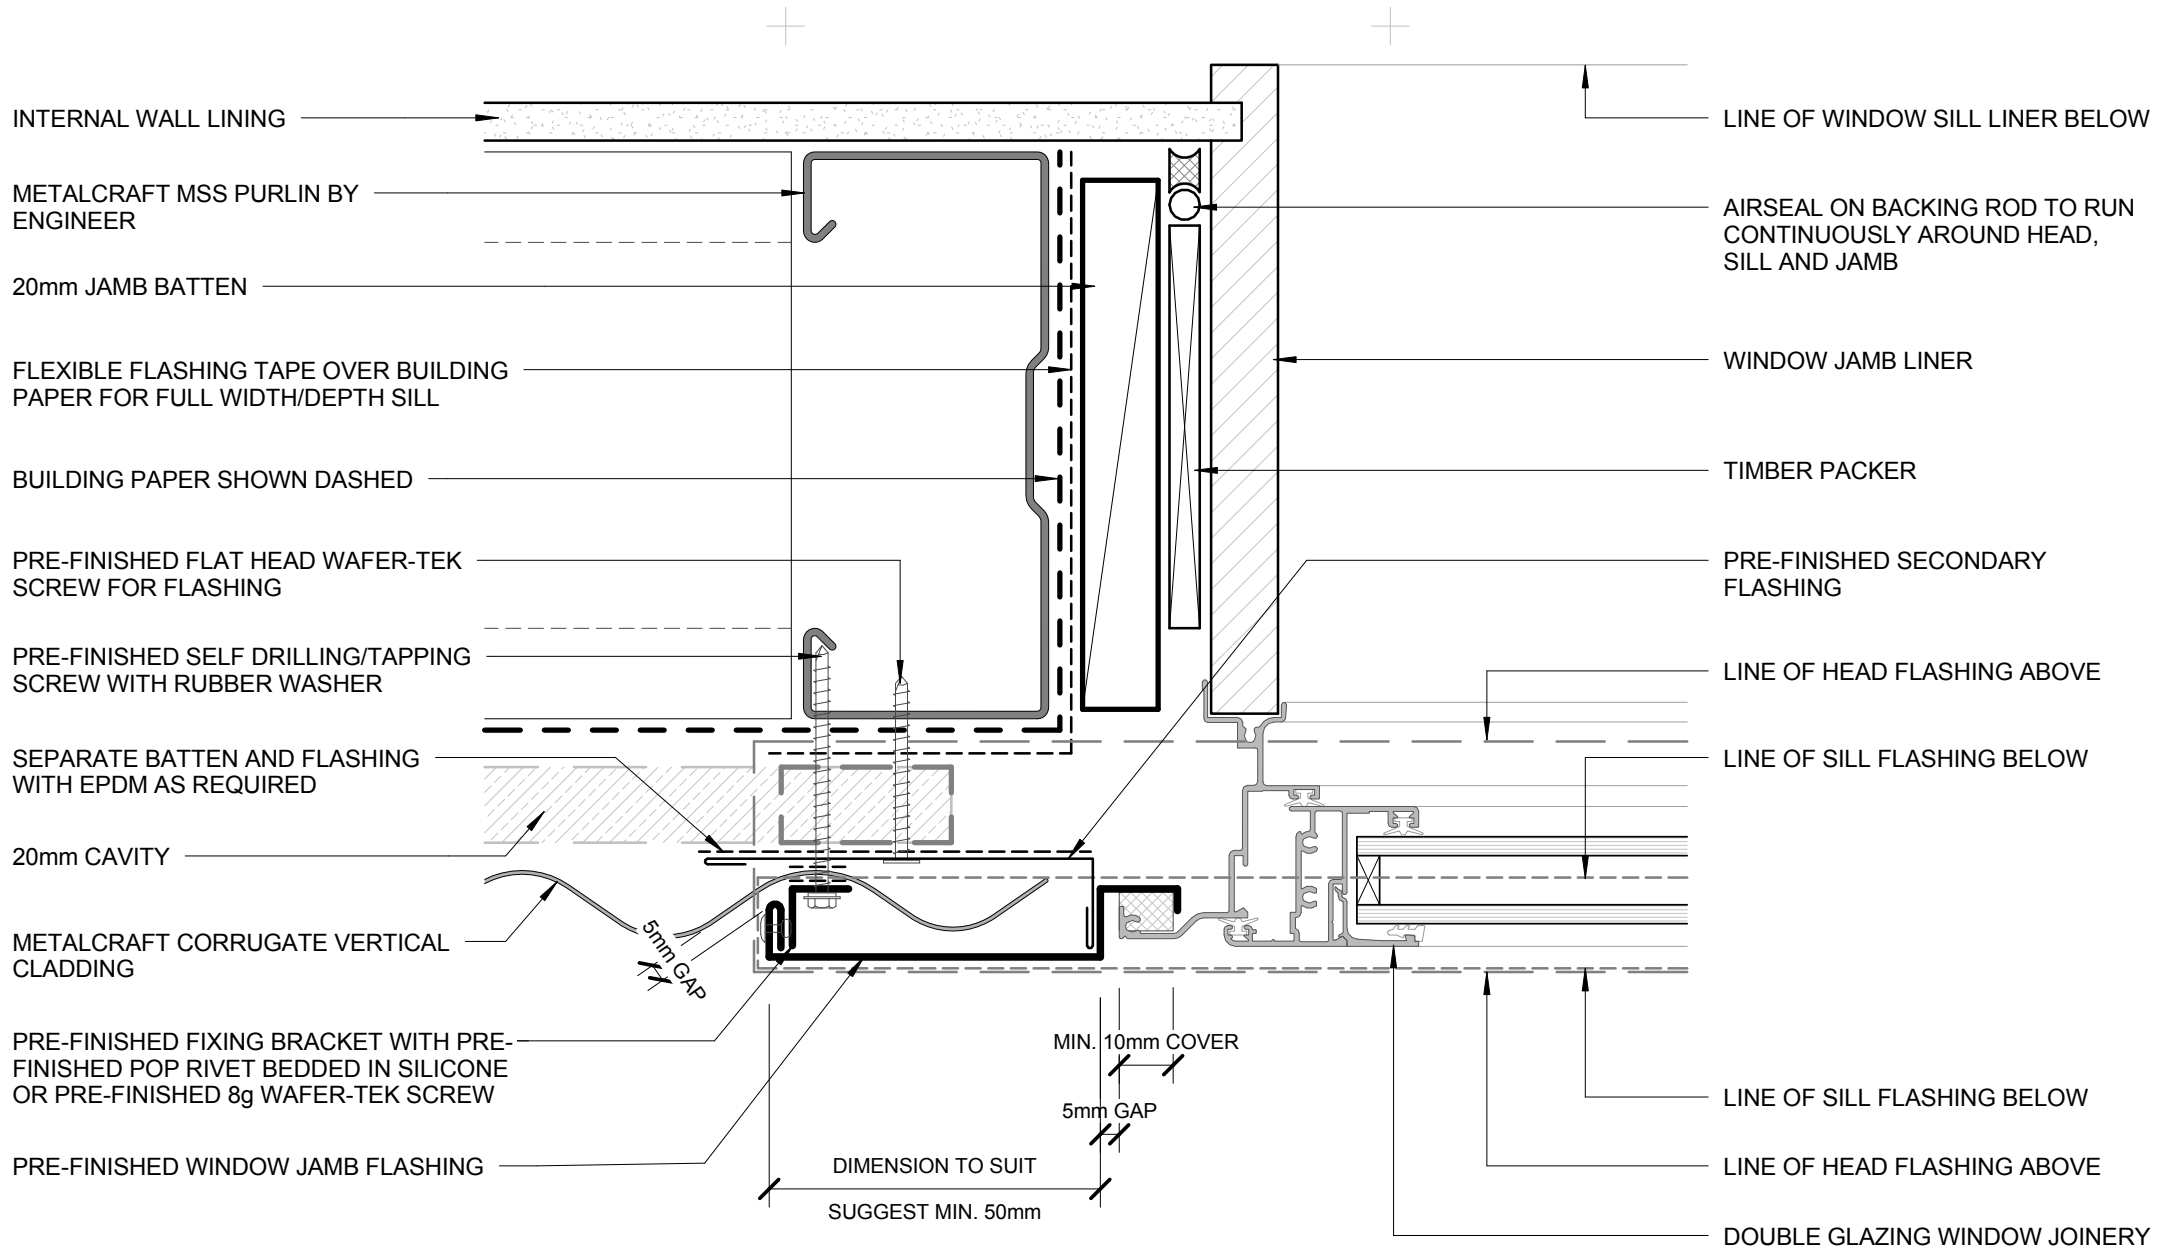 INTERNAL WALL LINING
METALCRAFT MSS PURLIN BY
ENGINEER
20mm JAMB BATTEN
FLEXIBLE FLASHING TAPE OVER BUILDING
PAPER FOR FULL WIDTH/DEPTH SILL
BUILDING PAPER SHOWN DASHED
PRE-FINISHED FLAT HEAD WAFER-TEK
SCREW FOR FLASHING
PRE-FINISHED SELF DRILLING/TAPPING
SCREW WITH RUBBER WASHER
SEPARATE BATTEN AND FLASHING
WITH EPDM AS REQUIRED
20mm CAVITY
METALCRAFT CORRUGATE VERTICAL
CLADDING
PRE-FINISHED FIXING BRACKET WITH PRE-
FINISHED POP RIVET BEDDED IN SILICONE
OR PRE-FINISHED 8g WAFER-TEK SCREW
PRE-FINISHED WINDOW JAMB FLASHING
5mm GAP
MIN. 10mm COVER
5mm GAP
DIMENSION TO SUIT
SUGGEST MIN. 50mm
LINE OF WINDOW SILL LINER BELOW
AIRSEAL ON BACKING ROD TO RUN
CONTINUOUSLY AROUND HEAD,
SILL AND JAMB
WINDOW JAMB LINER
TIMBER PACKER
PRE-FINISHED SECONDARY
FLASHING
LINE OF HEAD FLASHING ABOVE
LINE OF SILL FLASHING BELOW
LINE OF SILL FLASHING BELOW
LINE OF HEAD FLASHING ABOVE
DOUBLE GLAZING WINDOW JOINERY